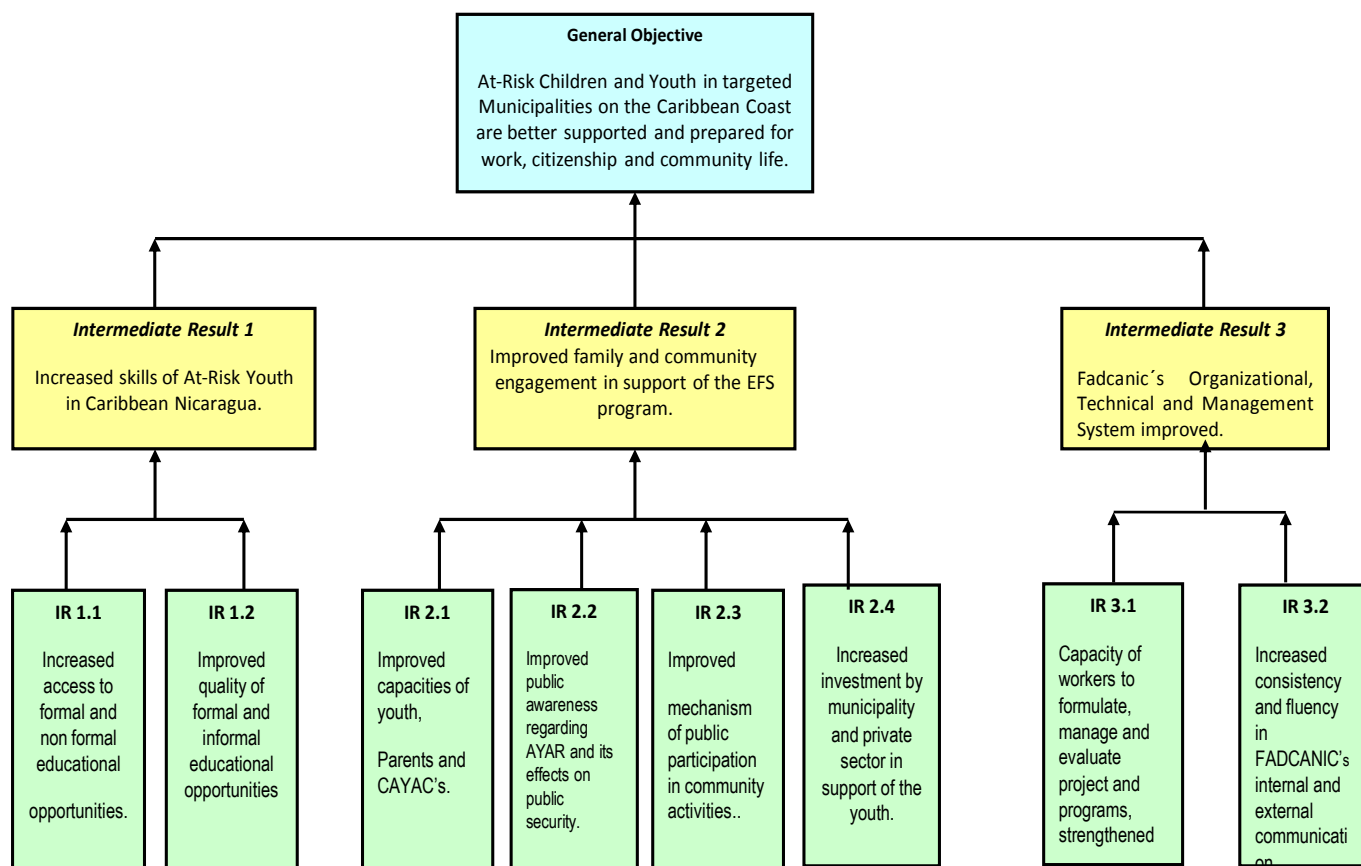 General Objective
At-Risk Children and Youth in targeted
Municipalities on the Caribbean Coast
are better supported and prepared for
work, citizenship and community life.
Intermediate Result 1
Increased skills of At-Risk Youth
in Caribbean Nicaragua.
Intermediate Result 2
Improved family and community
engagement in support of the EFS
program.
Intermediate Result 3
Fadcanic´s Organizational,
Technical and Management
System improved.
IR 1.1
Increased
access to
formal and
non formal
educational
opportunities.
IR 1.2
Improved
quality of
formal and
informal
educational
opportunities
IR 2.1
Improved
capacities of
youth,
Parents and
CAYAC’s.
IR 2.2
Improved
public
awareness
regarding
AYAR and its
effects on
public
security.
IR 2.3
Improved
mechanism
of public
participation
in community
activities..
IR 2.4
Increased
investment by
municipality
and private
sector in
support of the
youth.
IR 3.1
Capacity of
workers to
formulate,
manage and
evaluate
project and
programs,
strengthened
IR 3.2
Increased
consistency
and fluency
in
FADCANIC’s
internal and
external
communicati
on